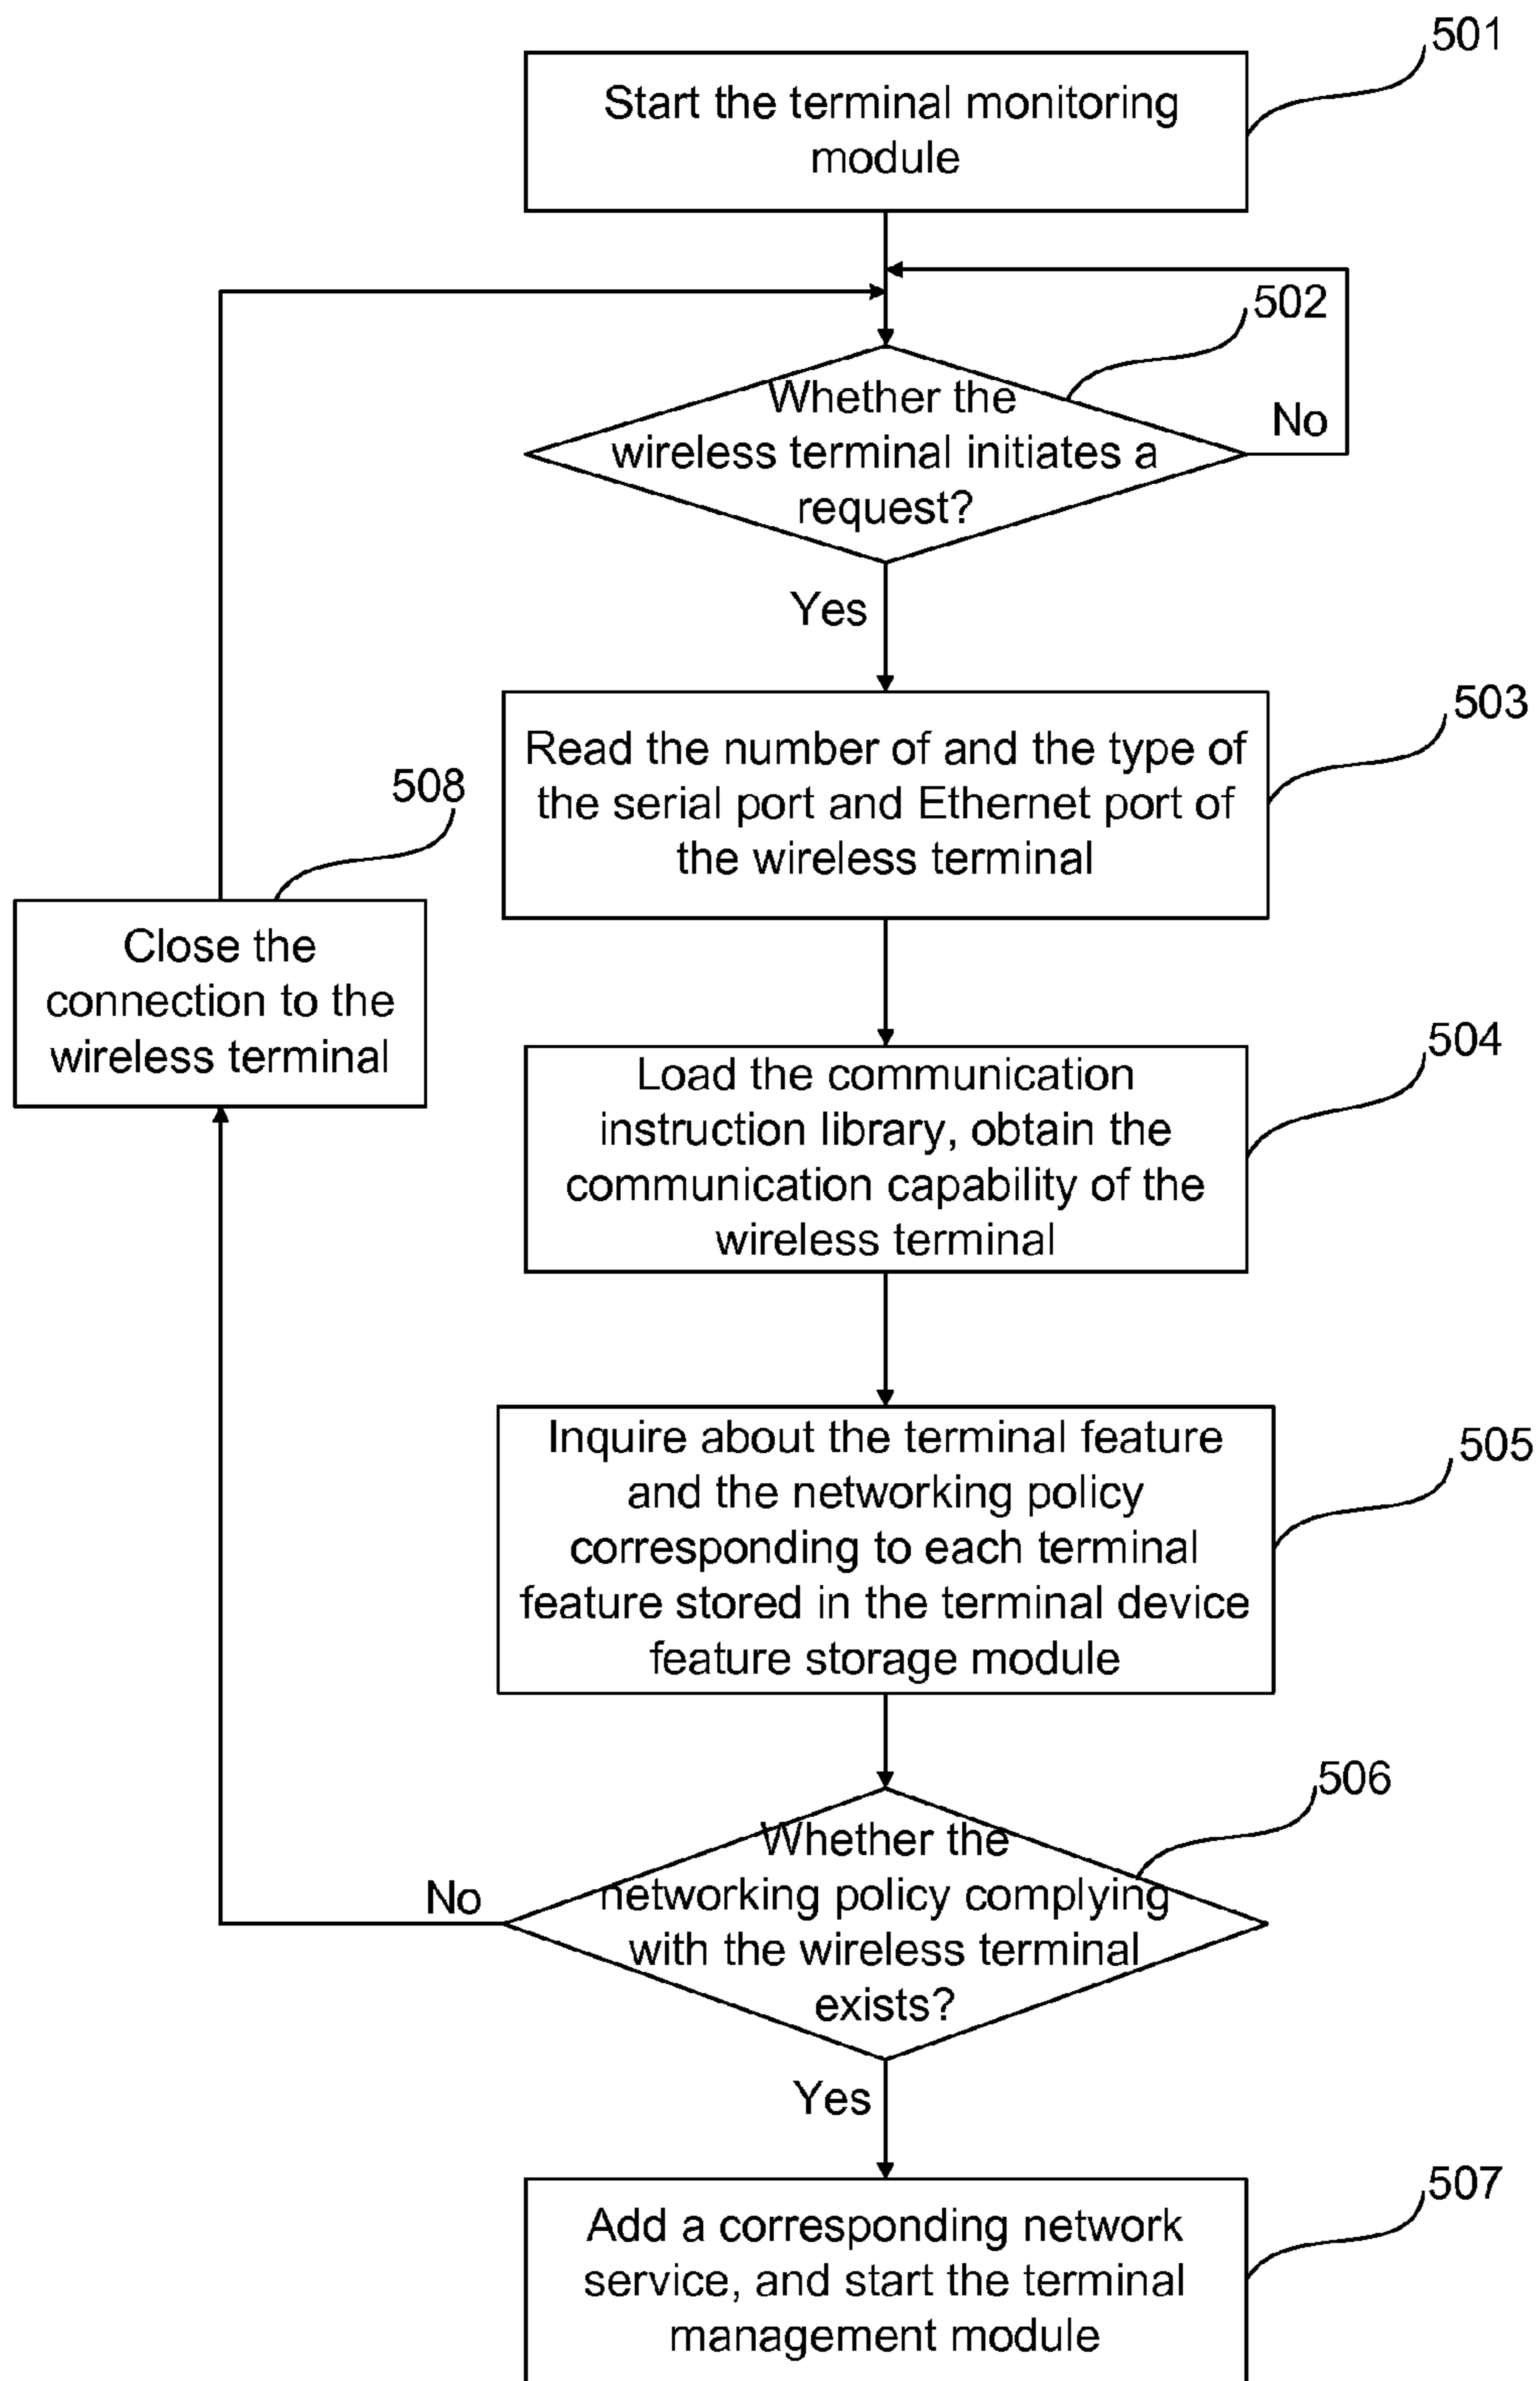 501
Start the terminal monitoring
module
502
Whether the
wireless terminal initiates a
request?
No
Yes
503
Read the number of and the type of
the serial port and Ethernet port of
the wireless terminal
508
Close the
connection to the
wireless terminal
504
Load the communication
instruction library, obtain the
communication capability of the
wireless terminal
505
Inquire about the terminal feature
and the networking policy
corresponding to each terminal
feature stored in the terminal device
feature storage module
506
Whether the
networking policy complying
with the wireless terminal
exists?
No
Yes
507
Add a corresponding network
service, and start the terminal
management module